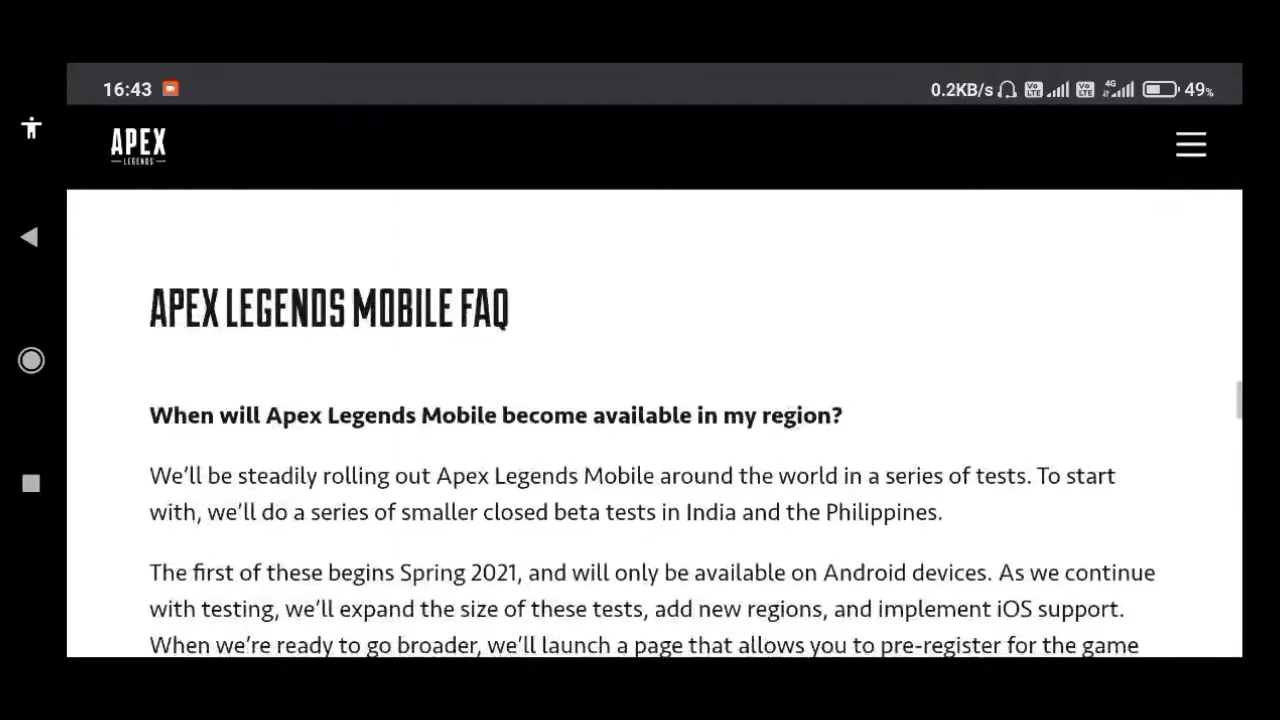 16:43 0.2KB/s Vo LTE Vo LTE 4G 49%
APEX
LEGENDS
APEX LEGENDS MOBILE FAQ
When will Apex Legends Mobile become available in my region?
We'll be steadily rolling out Apex Legends Mobile around the world in a series of tests. To start
with, we'll do a series of smaller closed beta tests in India and the Philippines.
The first of these begins Spring 2021, and will only be available on Android devices. As we continue
with testing, we'll expand the size of these tests, add new regions, and implement iOS support.
When we're ready to go broader, we'll launch a page that allows you to pre-register for the game